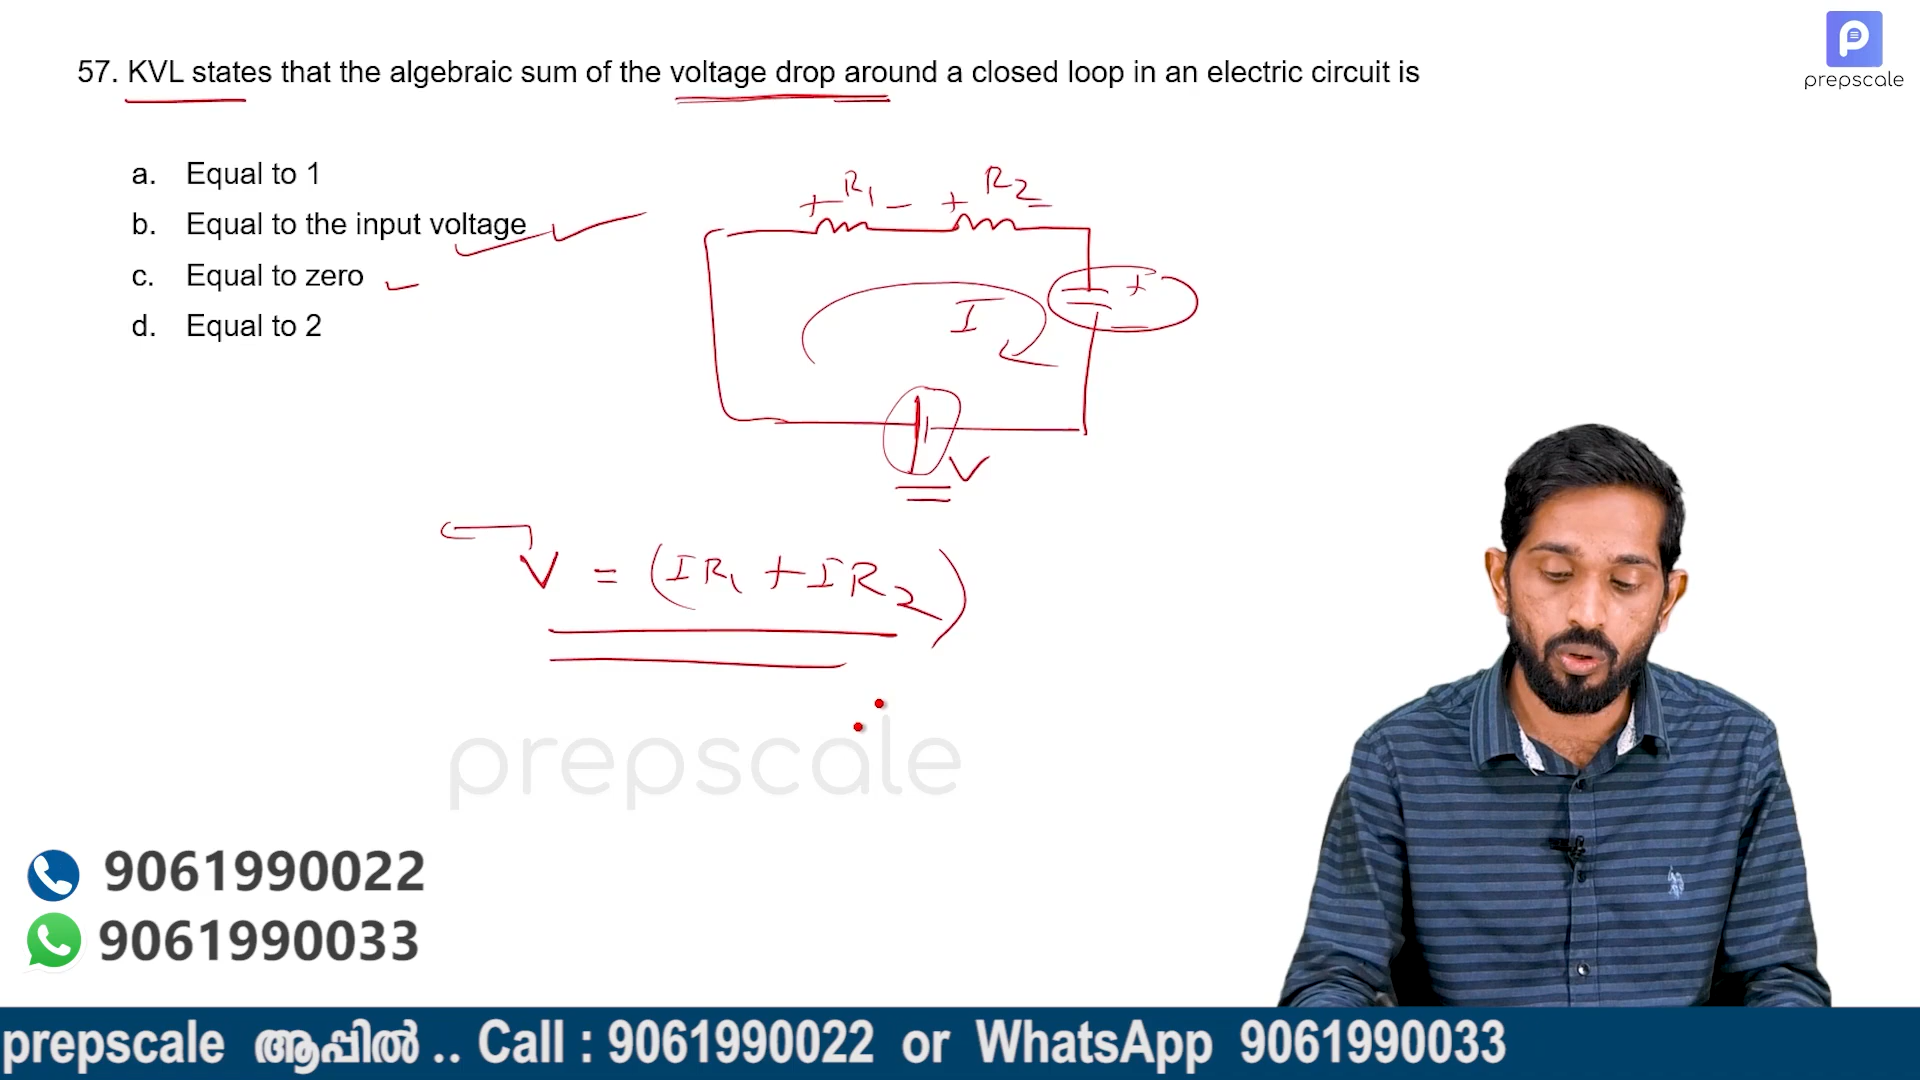 prepscale
57. KVL states that the algebraic sum of the voltage drop around a closed loop in an electric circuit is
a. Equal to 1
b. Equal to the input voltage
c. Equal to zero
d. Equal to 2
+ R1 - + R2 -
+
I
V
V = (IR1 + IR2)
prepscale
9061990022
9061990033
prepscale ആപ്പിൽ .. Call : 9061990022 or WhatsApp 9061990033